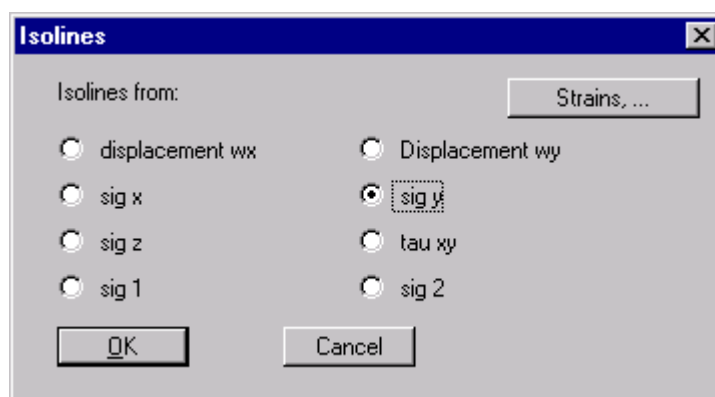 Isolines
Isolines from:
Strains, ...
displacement wx
Displacement wy
sig x
sig y
sig z
tau xy
sig 1
sig 2
OK
Cancel